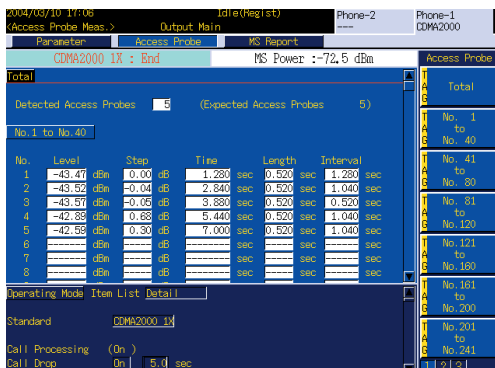 2004/03/10 17:06 Idle(Regist) Phone-2 Phone-1
<Access Probe Meas.> Output Main ---- CDMA2000
Parameter Access Probe MS Report
CDMA2000 1X : End MS Power :-72.5 dBm Access Probe
Total
Detected Access Probes 5 (Expected Access Probes 5)
No.1 to No.40
No. Level Step Time Length Interval
1 -43.47 dBm 0.00 dB 1.280 sec 0.520 sec 1.280 sec
2 -43.52 dBm -0.04 dB 2.840 sec 0.520 sec 1.040 sec
3 -43.57 dBm -0.05 dB 3.880 sec 0.520 sec 0.520 sec
4 -42.89 dBm 0.68 dB 5.440 sec 0.520 sec 1.040 sec
5 -42.59 dBm 0.30 dB 7.000 sec 0.520 sec 1.040 sec
6 ------ dBm ----- dB ------ sec ----- sec ------ sec
7 ------ dBm ----- dB ------ sec ----- sec ------ sec
8 ------ dBm ----- dB ------ sec ----- sec ------ sec
Operating Mode Item List Detail
Standard CDMA2000 1X
Call Processing (On )
Call Drop On 5.0 sec
TAG Total
TAG No. 1 to No. 40
TAG No. 41 to No. 80
TAG No. 81 to No.120
TAG No.121 to No.160
TAG No.161 to No.200
TAG No.201 to No.241
1 2 3